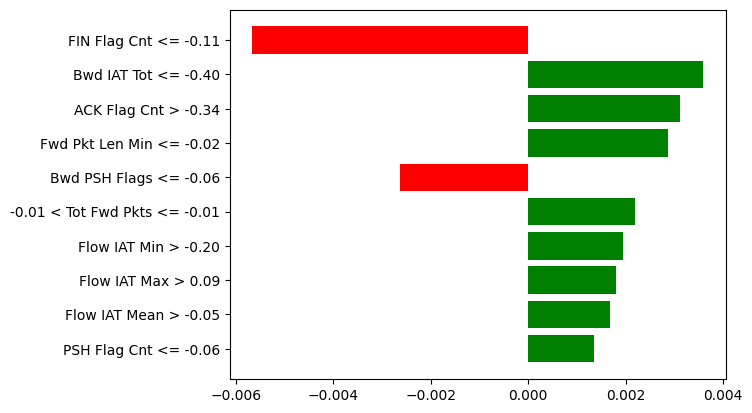 FIN Flag Cnt <= -0.11
Bwd IAT Tot <= -0.40
ACK Flag Cnt > -0.34
Fwd Pkt Len Min <= -0.02
Bwd PSH Flags <= -0.06
-0.01 < Tot Fwd Pkts <= -0.01
Flow IAT Min > -0.20
Flow IAT Max > 0.09
Flow IAT Mean > -0.05
PSH Flag Cnt <= -0.06
−0.006 −0.004 −0.002 0.000 0.002 0.004